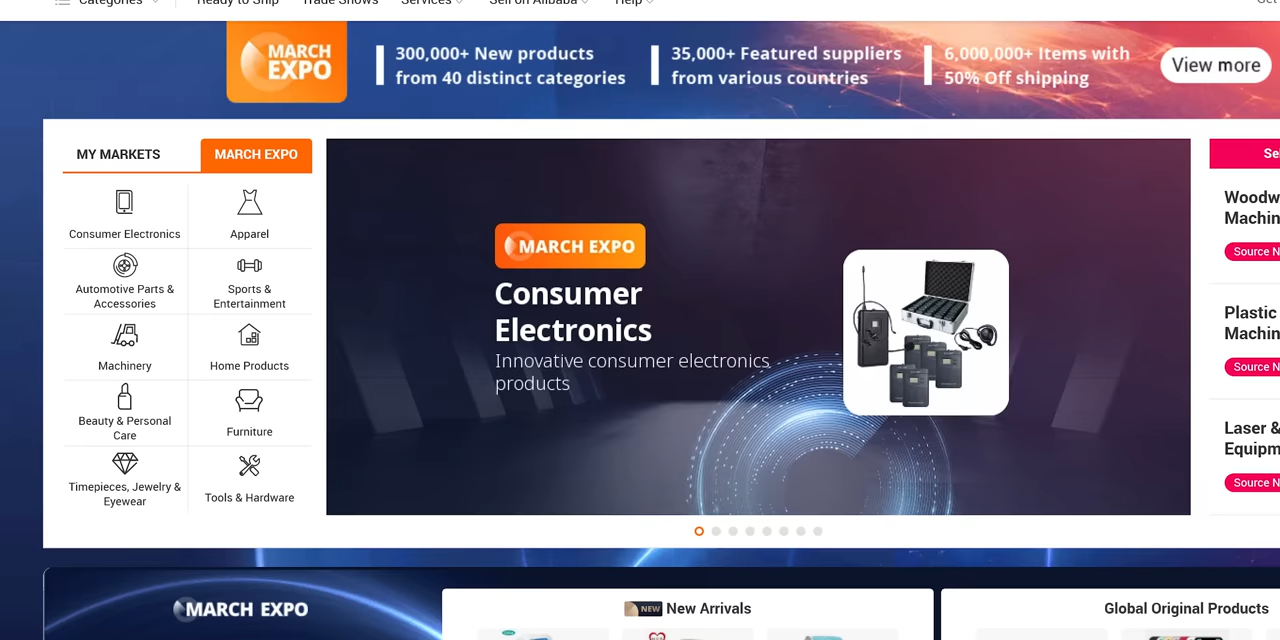 Categories
Ready to Ship
Trade Shows
Services
Sell on Alibaba
Help
Get
MARCH
EXPO
300,000+ New products
from 40 distinct categories
35,000+ Featured suppliers
from various countries
6,000,000+ Items with
50% Off shipping
View more
MY MARKETS
MARCH EXPO
Consumer Electronics
Apparel
Automotive Parts &
Accessories
Sports &
Entertainment
Machinery
Home Products
Beauty & Personal
Care
Furniture
Timepieces, Jewelry &
Eyewear
Tools & Hardware
MARCH EXPO
Consumer
Electronics
Innovative consumer electronics
products
Se
Woodw
Machin
Source N
Plastic
Machin
Source N
Laser &
Equipm
Source N
MARCH EXPO
NEW New Arrivals
Global Original Products